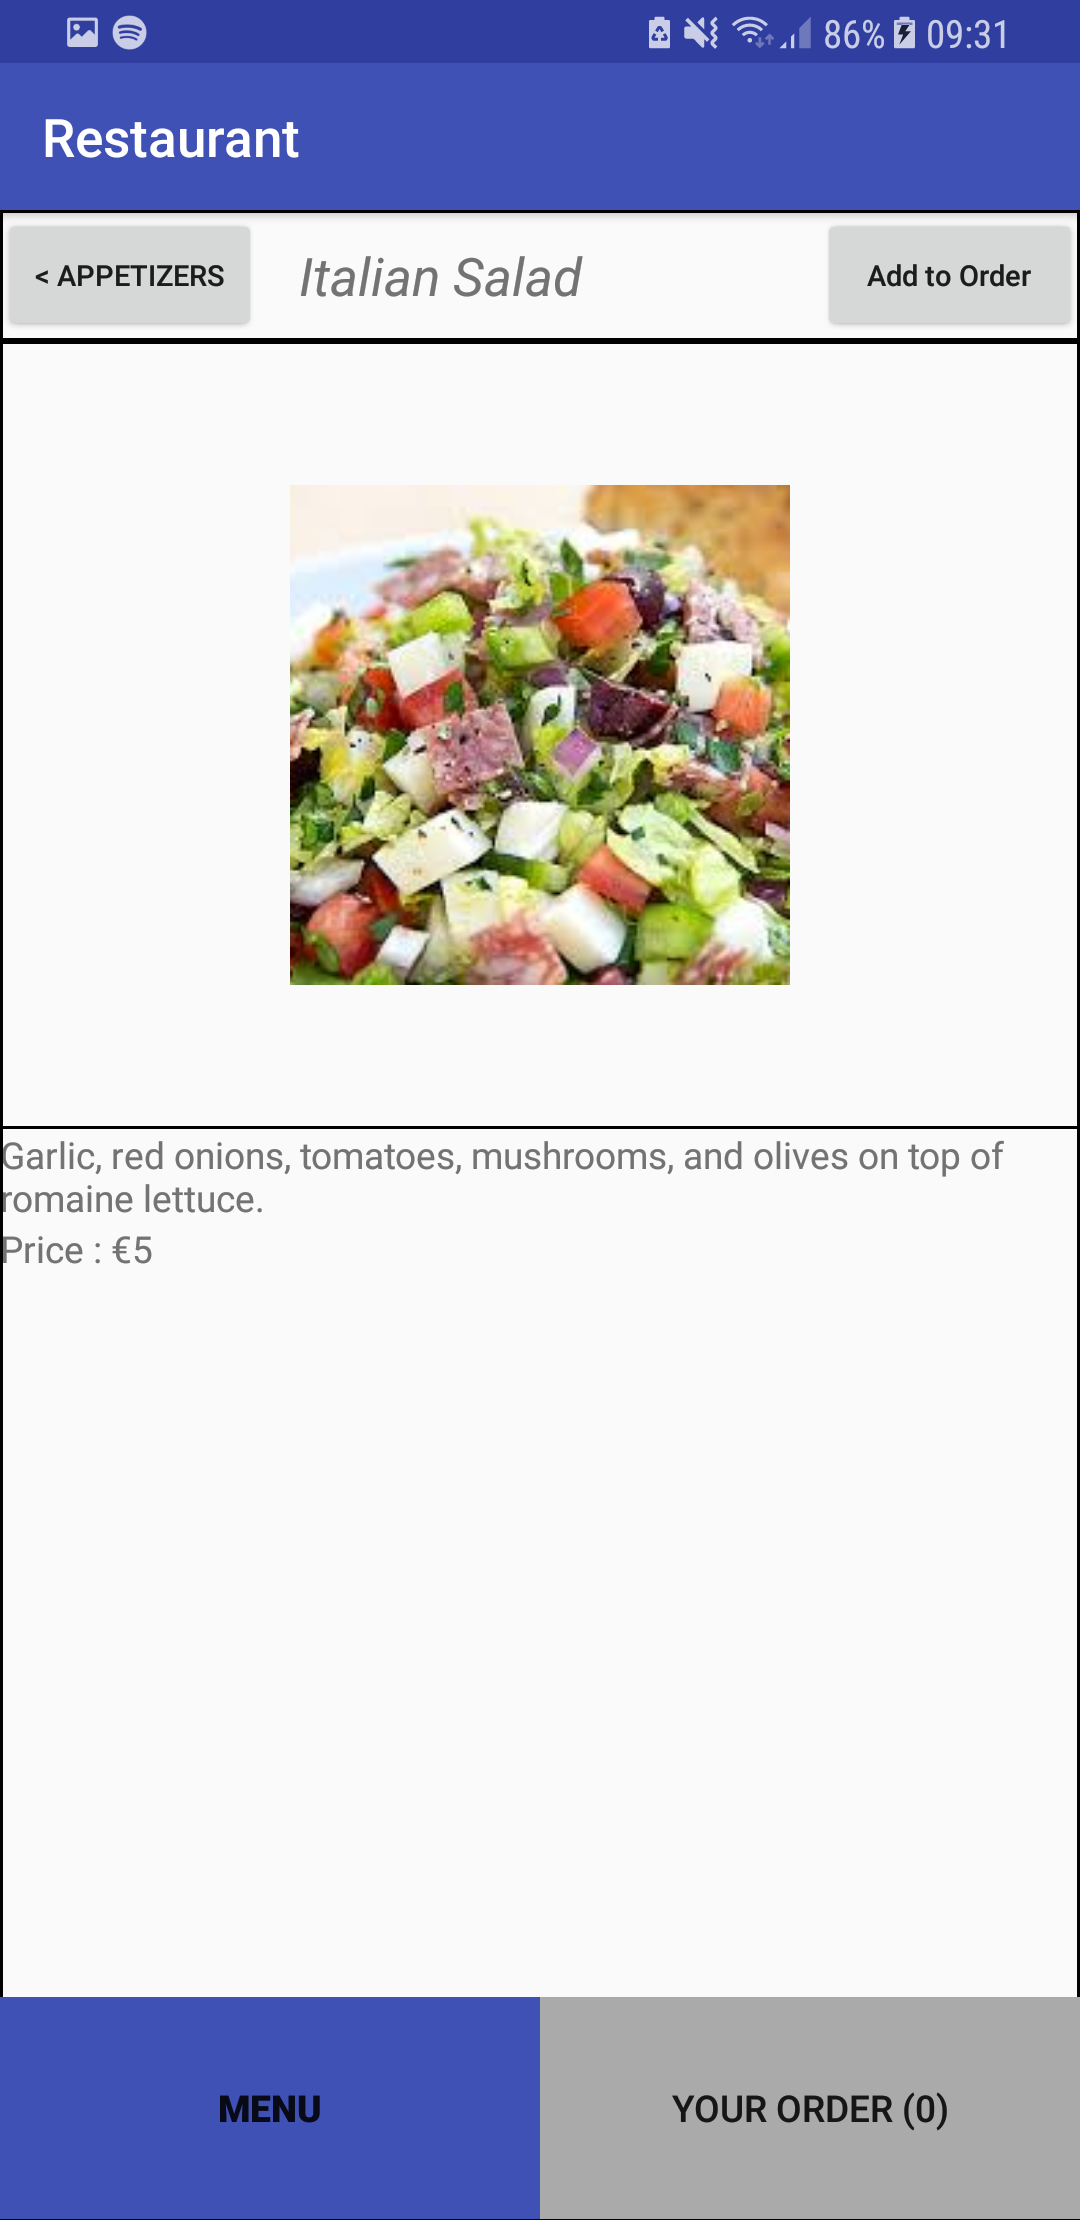 86% 09:31
Restaurant
< APPETIZERS
Italian Salad
Add to Order
Garlic, red onions, tomatoes, mushrooms, and olives on top of
romaine lettuce.
Price : €5
MENU
YOUR ORDER (0)